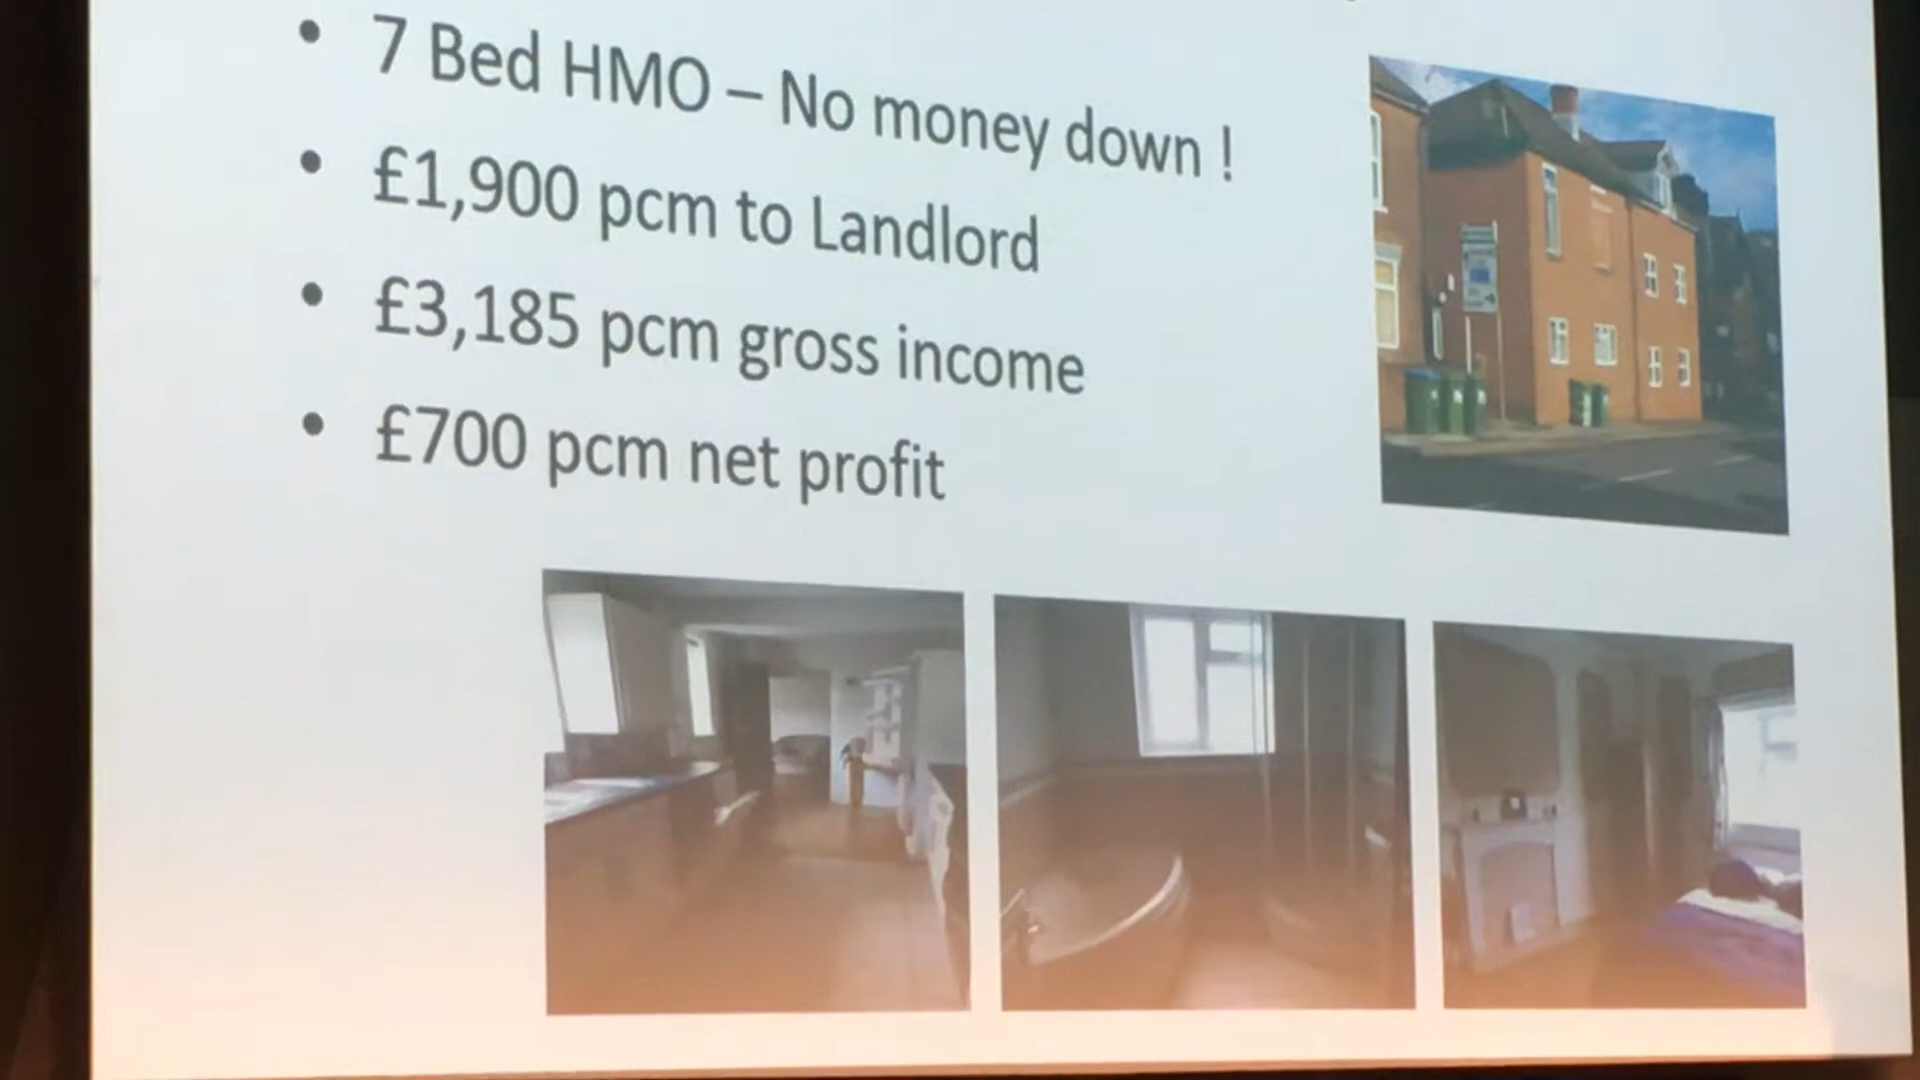 • 7 Bed HMO – No money down !
• £1,900 pcm to Landlord
• £3,185 pcm gross income
• £700 pcm net profit